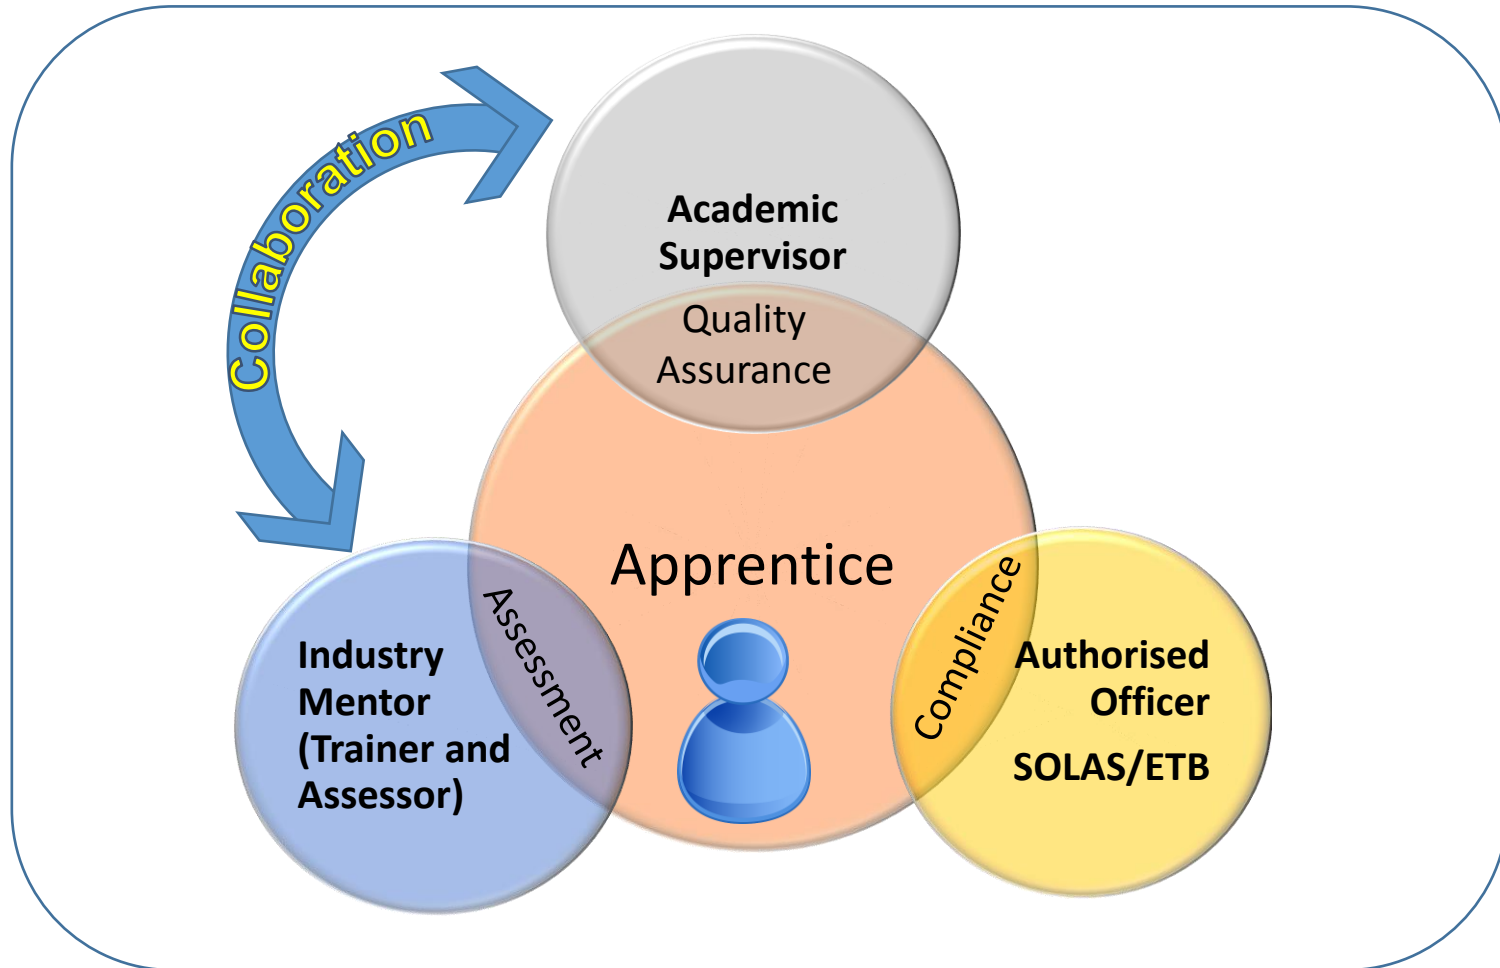 Collaboration
Academic
Supervisor
Quality
Assurance
Apprentice
Assessment
Industry
Mentor
(Trainer and
Assessor)
Compliance
Authorised
Officer
SOLAS/ETB